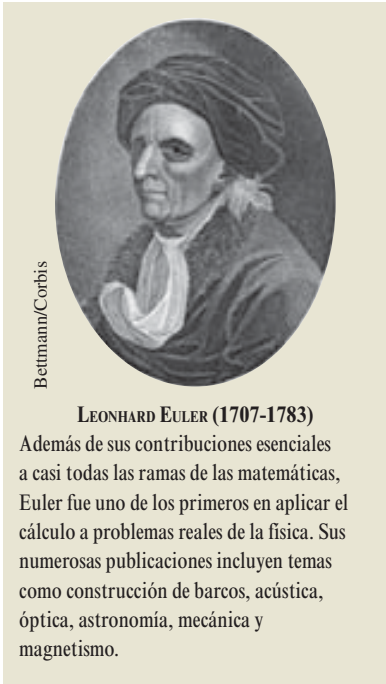 Bettmann/Corbis
LEONHARD EULER (1707-1783)
Además de sus contribuciones esenciales
a casi todas las ramas de las matemáticas,
Euler fue uno de los primeros en aplicar el
cálculo a problemas reales de la física. Sus
numerosas publicaciones incluyen temas
como construcción de barcos, acústica,
óptica, astronomía, mecánica y
magnetismo.